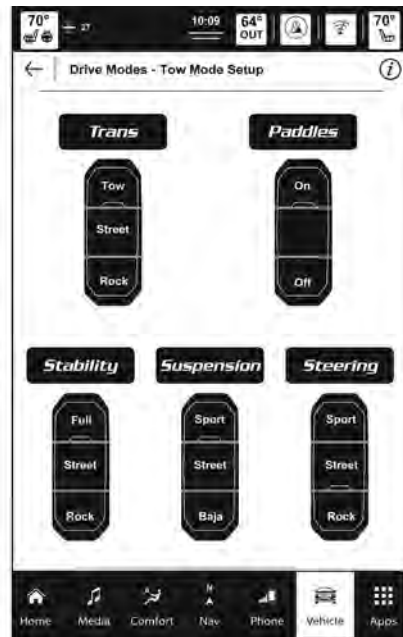 70° 27 10:09 64° OUT 70°
Drive Modes - Tow Mode Setup
Trans Paddles
Tow On
Street
Rock Off
Stability Suspension Steering
Full Sport Sport
Street Street Street
Rock Baja Rock
N
Home Media Comfort Nav Phone Vehicle Apps